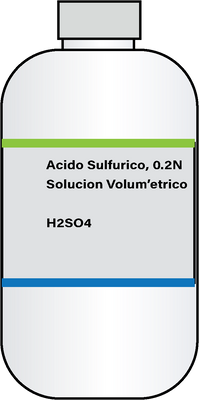 Acido Sulfurico, 0.2N
Solucion Volum'etrico
H2SO4